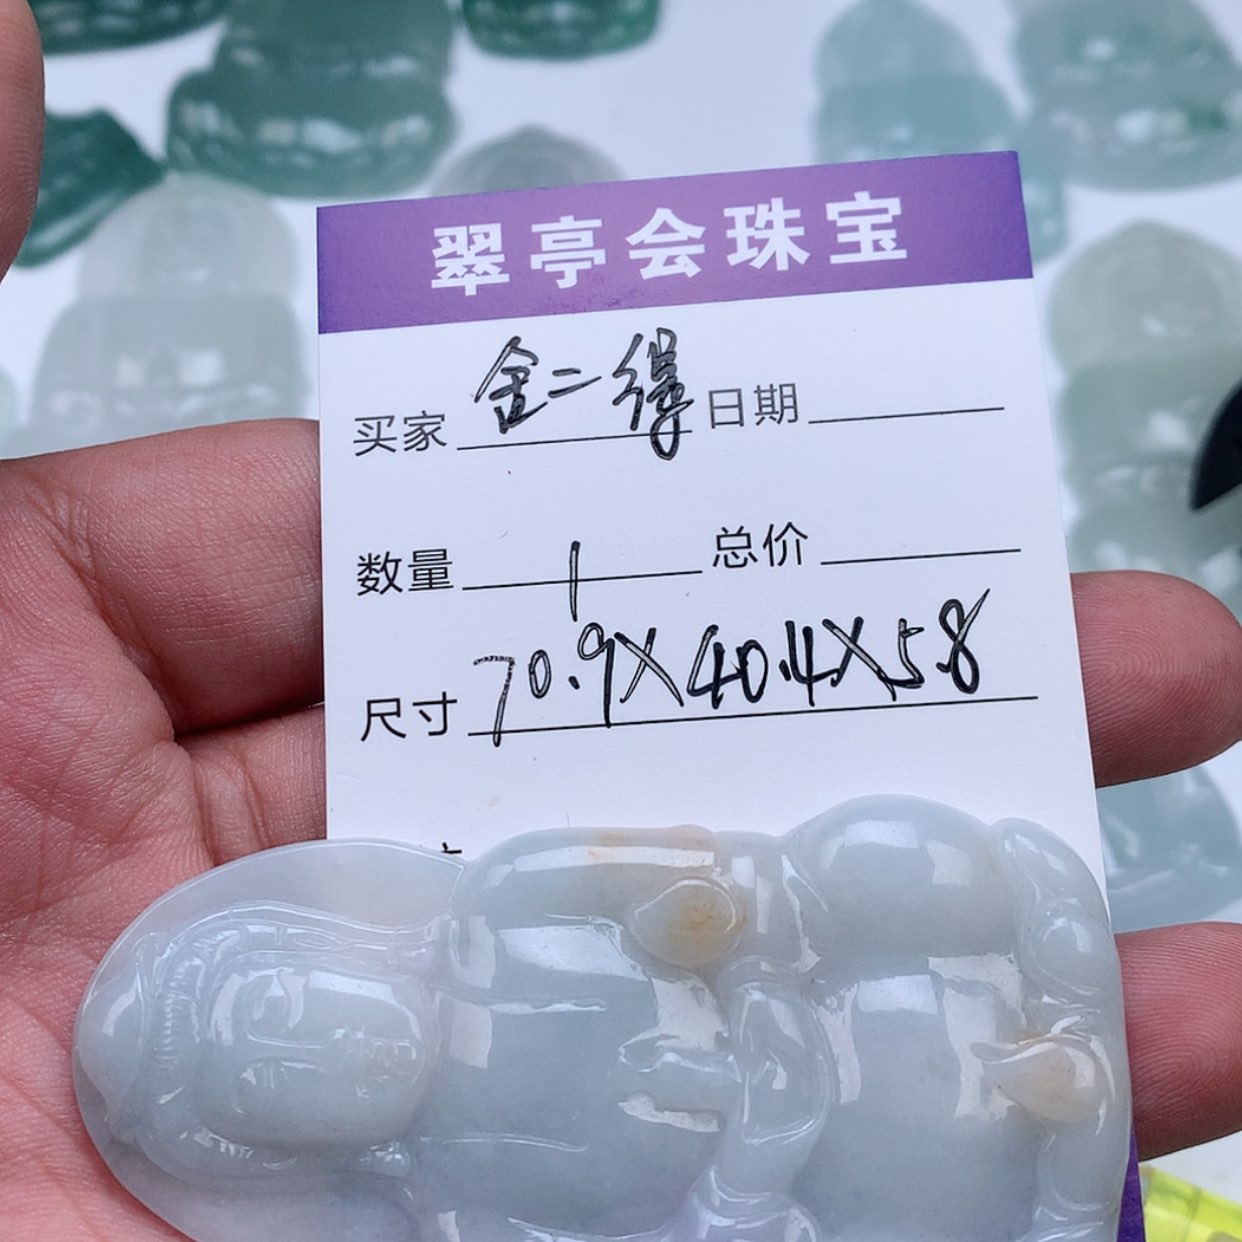 翠亭会珠宝
买家 金二缘 日期
数量 1 总价
尺寸 70.9X40.4X5.8